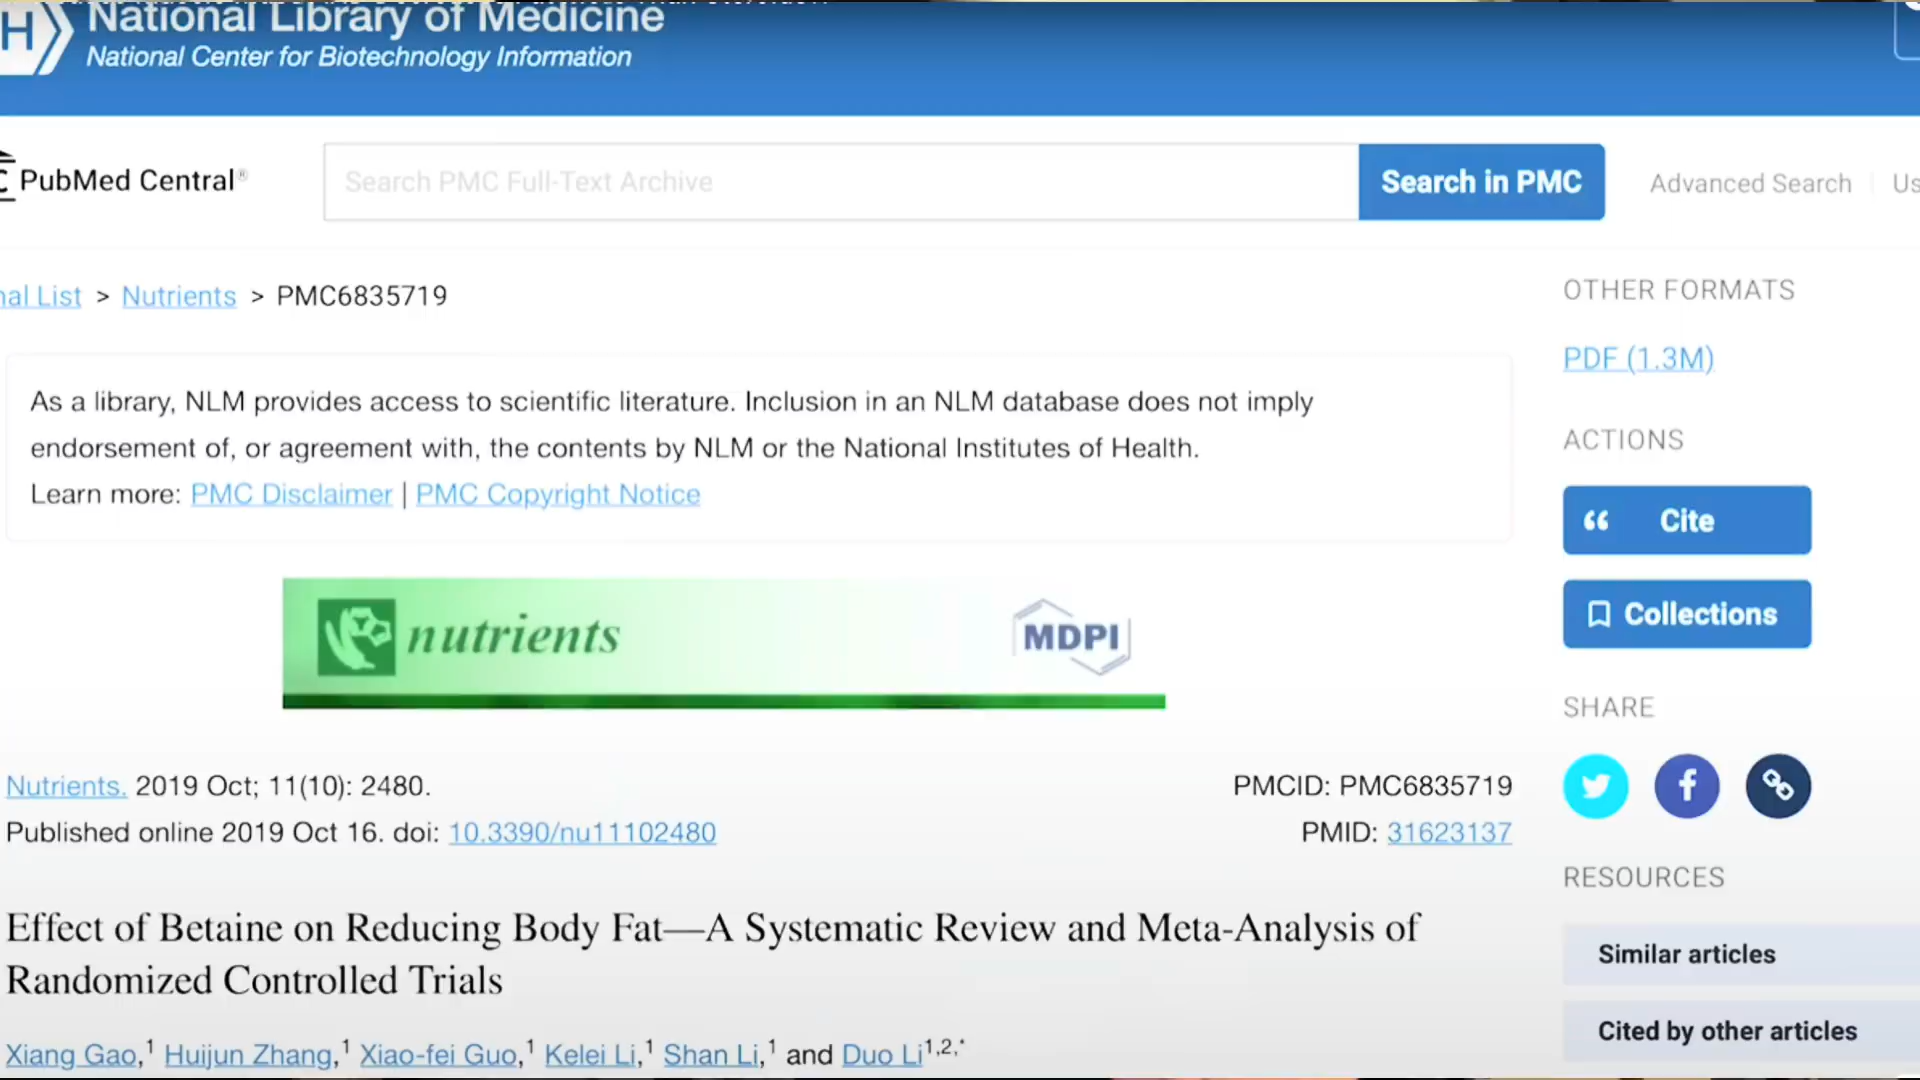 National Library of Medicine
National Center for Biotechnology Information
PubMed Central®
Search PMC Full-Text Archive
Search in PMC
Advanced Search
nal List > Nutrients > PMC6835719
As a library, NLM provides access to scientific literature. Inclusion in an NLM database does not imply
endorsement of, or agreement with, the contents by NLM or the National Institutes of Health.
Learn more: PMC Disclaimer | PMC Copyright Notice
nutrients
MDPI
Nutrients. 2019 Oct; 11(10): 2480.
Published online 2019 Oct 16. doi: 10.3390/nu11102480
PMCID: PMC6835719
PMID: 31623137
Effect of Betaine on Reducing Body Fat—A Systematic Review and Meta-Analysis of
Randomized Controlled Trials
Xiang Gao,1 Huijun Zhang,1 Xiao-fei Guo,1 Kelei Li,1 Shan Li,1 and Duo Li1,2,*
OTHER FORMATS
PDF (1.3M)
ACTIONS
Cite
Collections
SHARE
RESOURCES
Similar articles
Cited by other articles